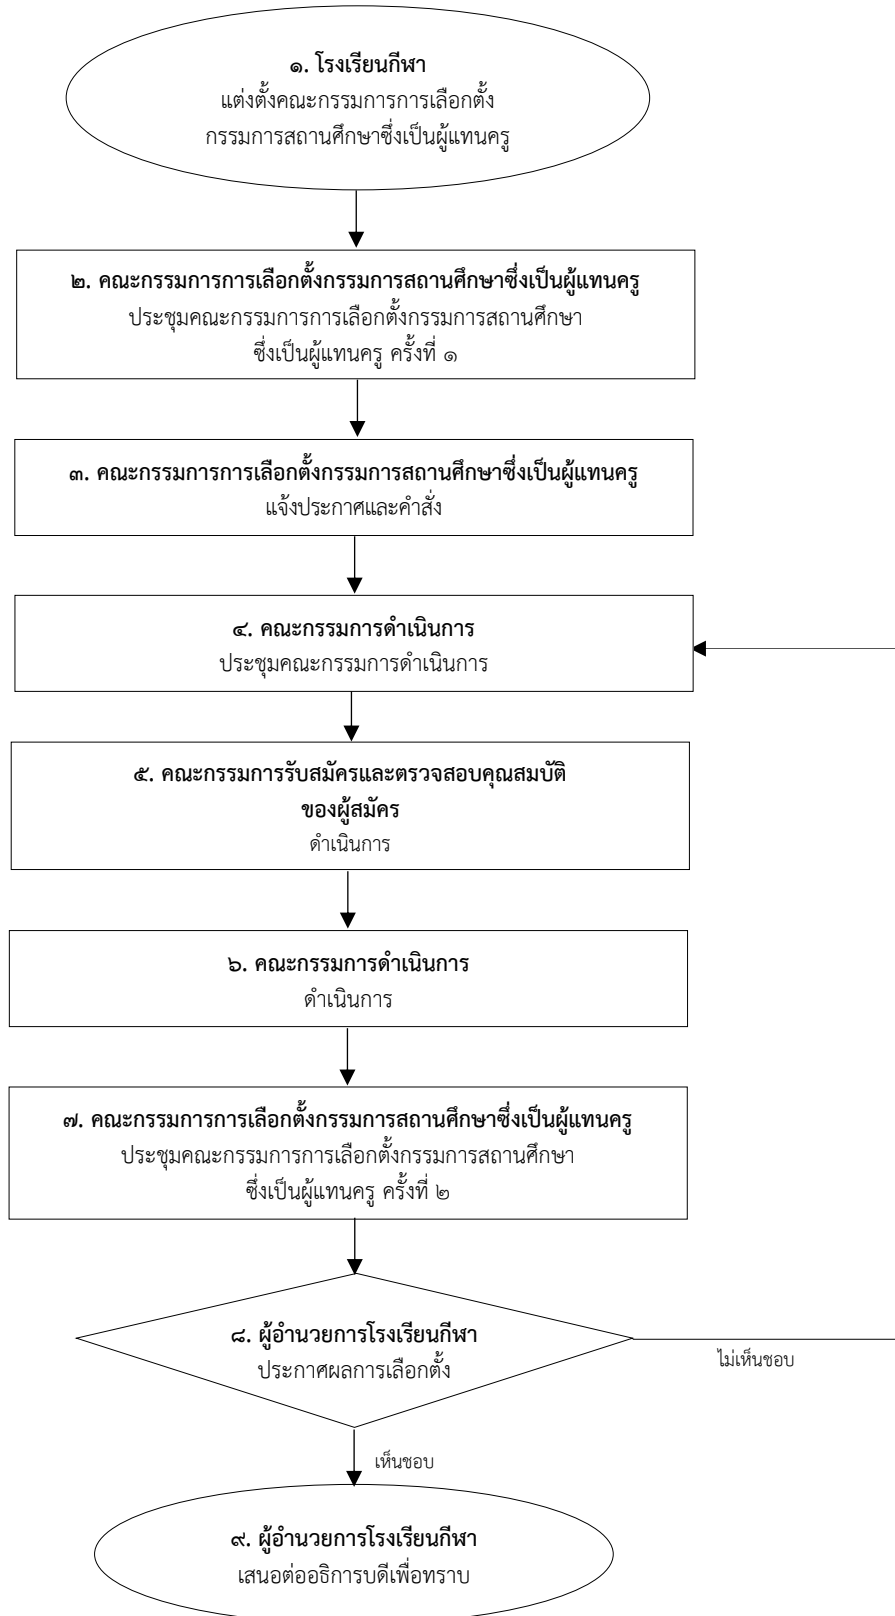 ๑. โรงเรียนกีฬา
แต่งตั้งคณะกรรมการการเลือกตั้ง
กรรมการสถานศึกษาซึ่งเป็นผู้แทนครู
๒. คณะกรรมการการเลือกตั้งกรรมการสถานศึกษาซึ่งเป็นผู้แทนครู
ประชุมคณะกรรมการการเลือกตั้งกรรมการสถานศึกษา
ซึ่งเป็นผู้แทนครู ครั้งที่ ๑
๓. คณะกรรมการการเลือกตั้งกรรมการสถานศึกษาซึ่งเป็นผู้แทนครู
แจ้งประกาศและคำสั่ง
๔. คณะกรรมการดำเนินการ
ประชุมคณะกรรมการดำเนินการ
๕. คณะกรรมการรับสมัครและตรวจสอบคุณสมบัติ
ของผู้สมัคร
ดำเนินการ
๖. คณะกรรมการดำเนินการ
ดำเนินการ
๗. คณะกรรมการการเลือกตั้งกรรมการสถานศึกษาซึ่งเป็นผู้แทนครู
ประชุมคณะกรรมการการเลือกตั้งกรรมการสถานศึกษา
ซึ่งเป็นผู้แทนครู ครั้งที่ ๒
๘. ผู้อำนวยการโรงเรียนกีฬา
ประกาศผลการเลือกตั้ง
ไม่เห็นชอบ
เห็นชอบ
๙. ผู้อำนวยการโรงเรียนกีฬา
เสนอต่ออธิการบดีเพื่อทราบ